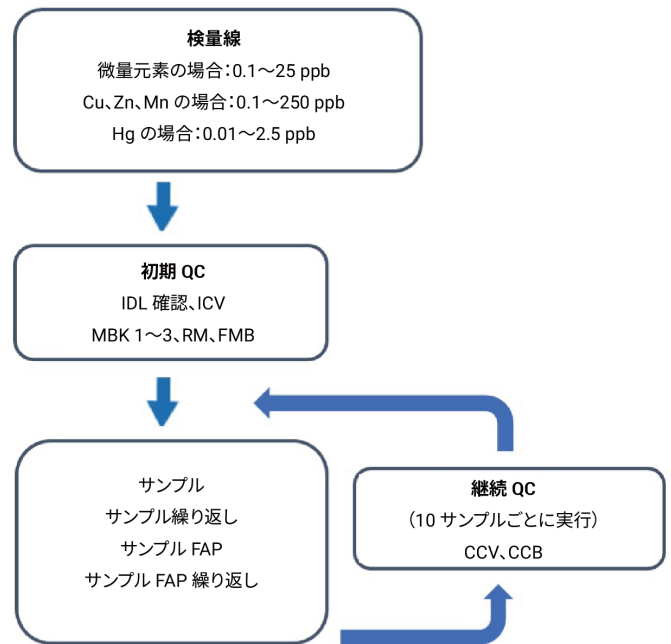 検量線
微量元素の場合：0.1～25 ppb
Cu、Zn、Mn の場合：0.1～250 ppb
Hg の場合：0.01～2.5 ppb
初期 QC
IDL 確認、ICV
MBK 1～3、RM、FMB
サンプル
サンプル繰り返し
サンプル FAP
サンプル FAP 繰り返し
継続 QC
（10 サンプルごとに実行）
CCV、CCB